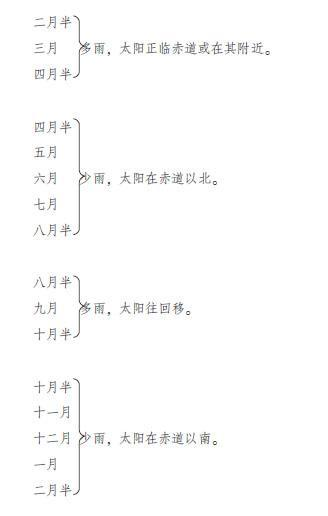 二月半
三月 多雨，太阳正临赤道或在其附近。
四月半
四月半
五月
六月 少雨，太阳在赤道以北。
七月
八月半
八月半
九月 多雨，太阳往回移。
十月半
十月半
十一月
十二月 少雨，太阳在赤道以南。
一月
二月半